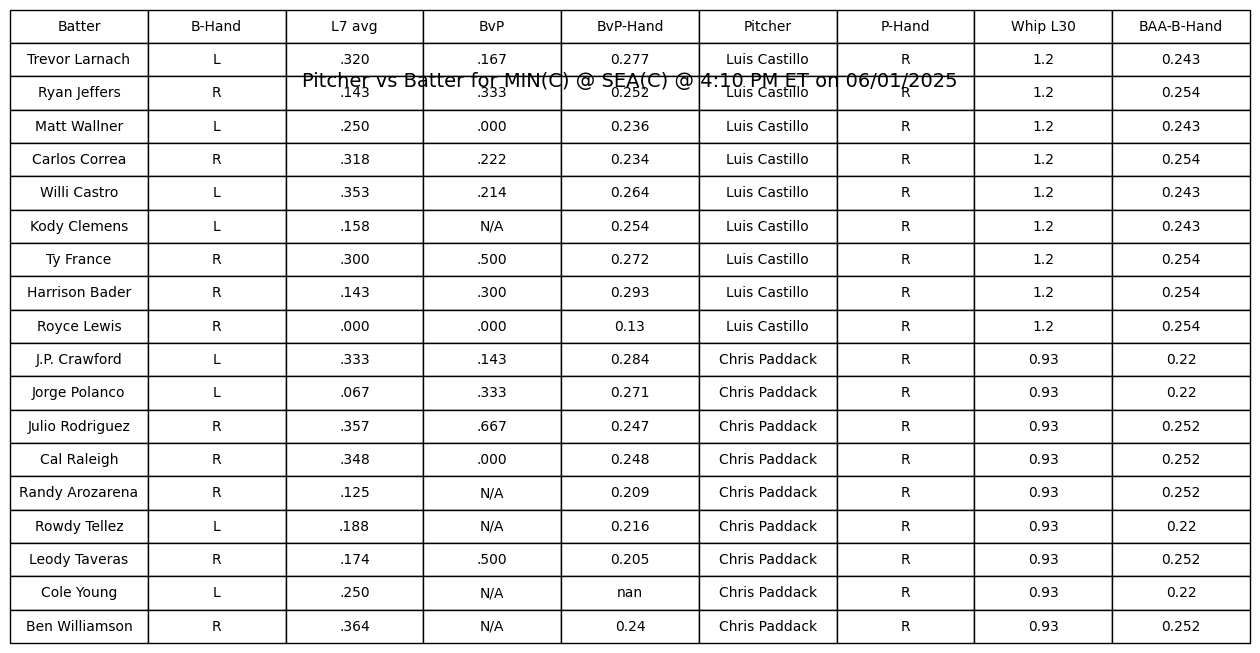 Batter B-Hand L7 avg BvP BvP-Hand Pitcher P-Hand Whip L30 BAA-B-Hand
Trevor Larnach L .320 .167 0.277 Luis Castillo R 1.2 0.243
Pitcher vs Batter for MIN(C) @ SEA(C) @ 4:10 PM ET on 06/01/2025
Ryan Jeffers R .143 .333 0.252 Luis Castillo R 1.2 0.254
Matt Wallner L .250 .000 0.236 Luis Castillo R 1.2 0.243
Carlos Correa R .318 .222 0.234 Luis Castillo R 1.2 0.254
Willi Castro L .353 .214 0.264 Luis Castillo R 1.2 0.243
Kody Clemens L .158 N/A 0.254 Luis Castillo R 1.2 0.243
Ty France R .300 .500 0.272 Luis Castillo R 1.2 0.254
Harrison Bader R .143 .300 0.293 Luis Castillo R 1.2 0.254
Royce Lewis R .000 .000 0.13 Luis Castillo R 1.2 0.254
J.P. Crawford L .333 .143 0.284 Chris Paddack R 0.93 0.22
Jorge Polanco L .067 .333 0.271 Chris Paddack R 0.93 0.22
Julio Rodriguez R .357 .667 0.247 Chris Paddack R 0.93 0.252
Cal Raleigh R .348 .000 0.248 Chris Paddack R 0.93 0.252
Randy Arozarena R .125 N/A 0.209 Chris Paddack R 0.93 0.252
Rowdy Tellez L .188 N/A 0.216 Chris Paddack R 0.93 0.22
Leody Taveras R .174 .500 0.205 Chris Paddack R 0.93 0.252
Cole Young L .250 N/A nan Chris Paddack R 0.93 0.22
Ben Williamson R .364 N/A 0.24 Chris Paddack R 0.93 0.252